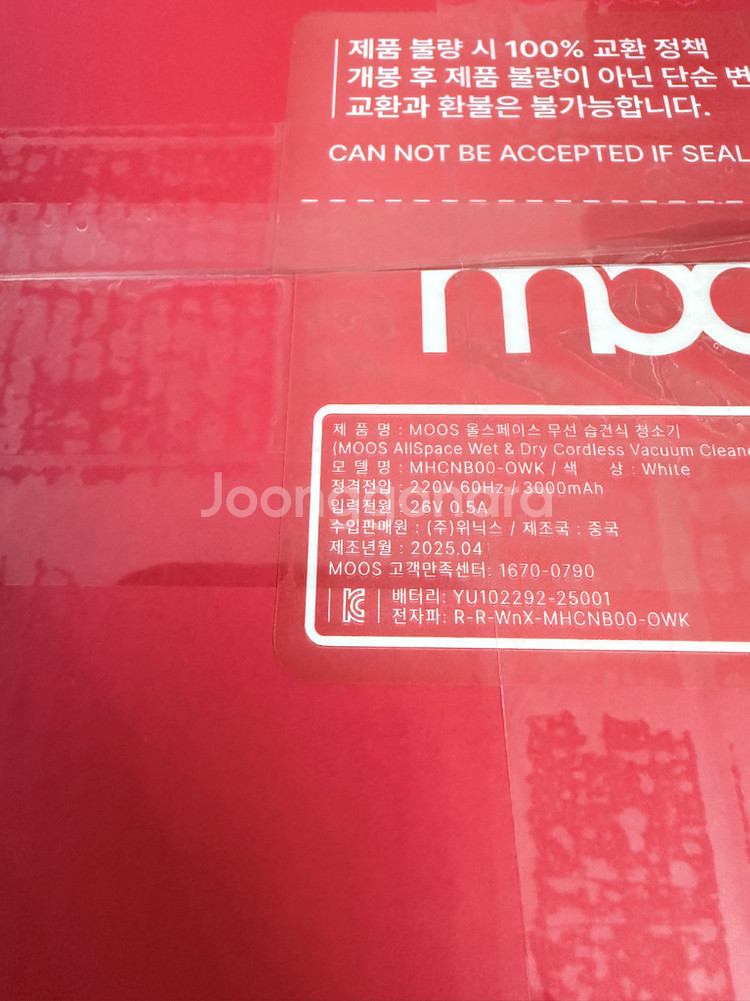 제품 불량 시 100% 교환 정책
개봉 후 제품 불량이 아닌 단순
교환과 환불은 불가능합니다.
CAN NOT BE ACCEPTED IF
제 품 명 : MOOS 올스페이스 무선 습건식 청소기
(MOOS AllSpace Wet & Dry Cordless Vacuum
모 델 명 : MHCNB00-OWK / 색 상 : White
정격전압 : 220V 60Hz / 3000mAh
Joonggonara
입력전원 : 26V 0.5A
수입판매원 : (주)위닉스 / 제조국 : 중국
제조년월 : 2025.04
MOOS 고객만족센터: 1670-0790
배터리: YU102292-25001
전자파: R-R-WnX-MHCNB00-OWK